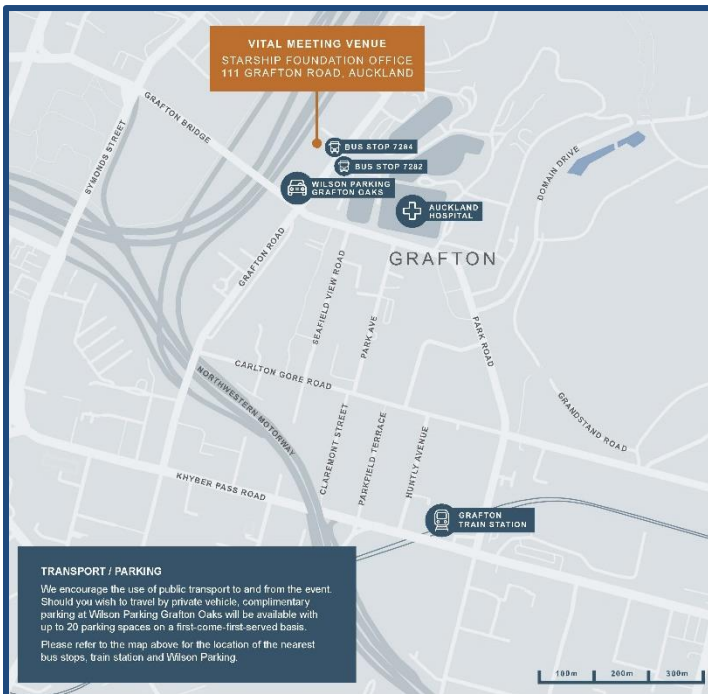 VITAL MEETING VENUE
STARSHIP FOUNDATION OFFICE
111 GRAFTON ROAD, AUCKLAND
GRAFTON BRIDGE
SYMONDS STREET
BUS STOP 7284
BUS STOP 7282
WILSON PARKING
GRAFTON OAKS
AUCKLAND
HOSPITAL
DOMAIN DRIVE
GRAFTON
GRAFTON ROAD
SEAFIELD VIEW ROAD
PARK AVE
PARK ROAD
CARLTON GORE ROAD
NORTHWESTERN MOTORWAY
GRANDSTAND ROAD
CLAREMONT STREET
PARKFIELD TERRACE
HUNTLY AVENUE
KHYBER PASS ROAD
GRAFTON
TRAIN STATION
TRANSPORT / PARKING
We encourage the use of public transport to and from the event.
Should you wish to travel by private vehicle, complimentary
parking at Wilson Parking Grafton Oaks will be available with
up to 20 parking spaces on a first-come-first-served basis.
Please refer to the map above for the location of the nearest
bus stops, train station and Wilson Parking.
100m 200m 300m